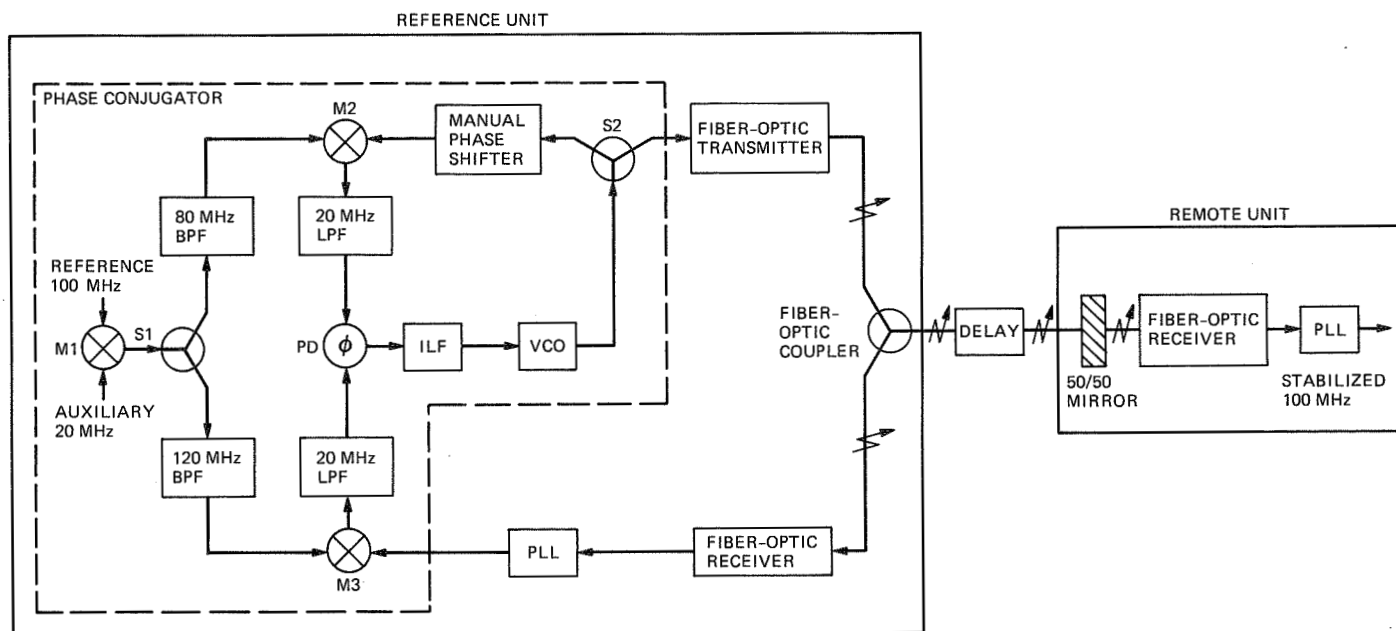 REFERENCE UNIT
PHASE CONJUGATOR
M2
MANUAL
PHASE
SHIFTER
S2
FIBER-OPTIC
TRANSMITTER
80 MHz
BPF
20 MHz
LPF
REFERENCE
100 MHz
M1
S1
AUXILIARY
20 MHz
PD
ϕ
ILF
VCO
FIBER-
OPTIC
COUPLER
DELAY
REMOTE UNIT
50/50
MIRROR
FIBER-OPTIC
RECEIVER
PLL
STABILIZED
100 MHz
120 MHz
BPF
20 MHz
LPF
M3
PLL
FIBER-OPTIC
RECEIVER